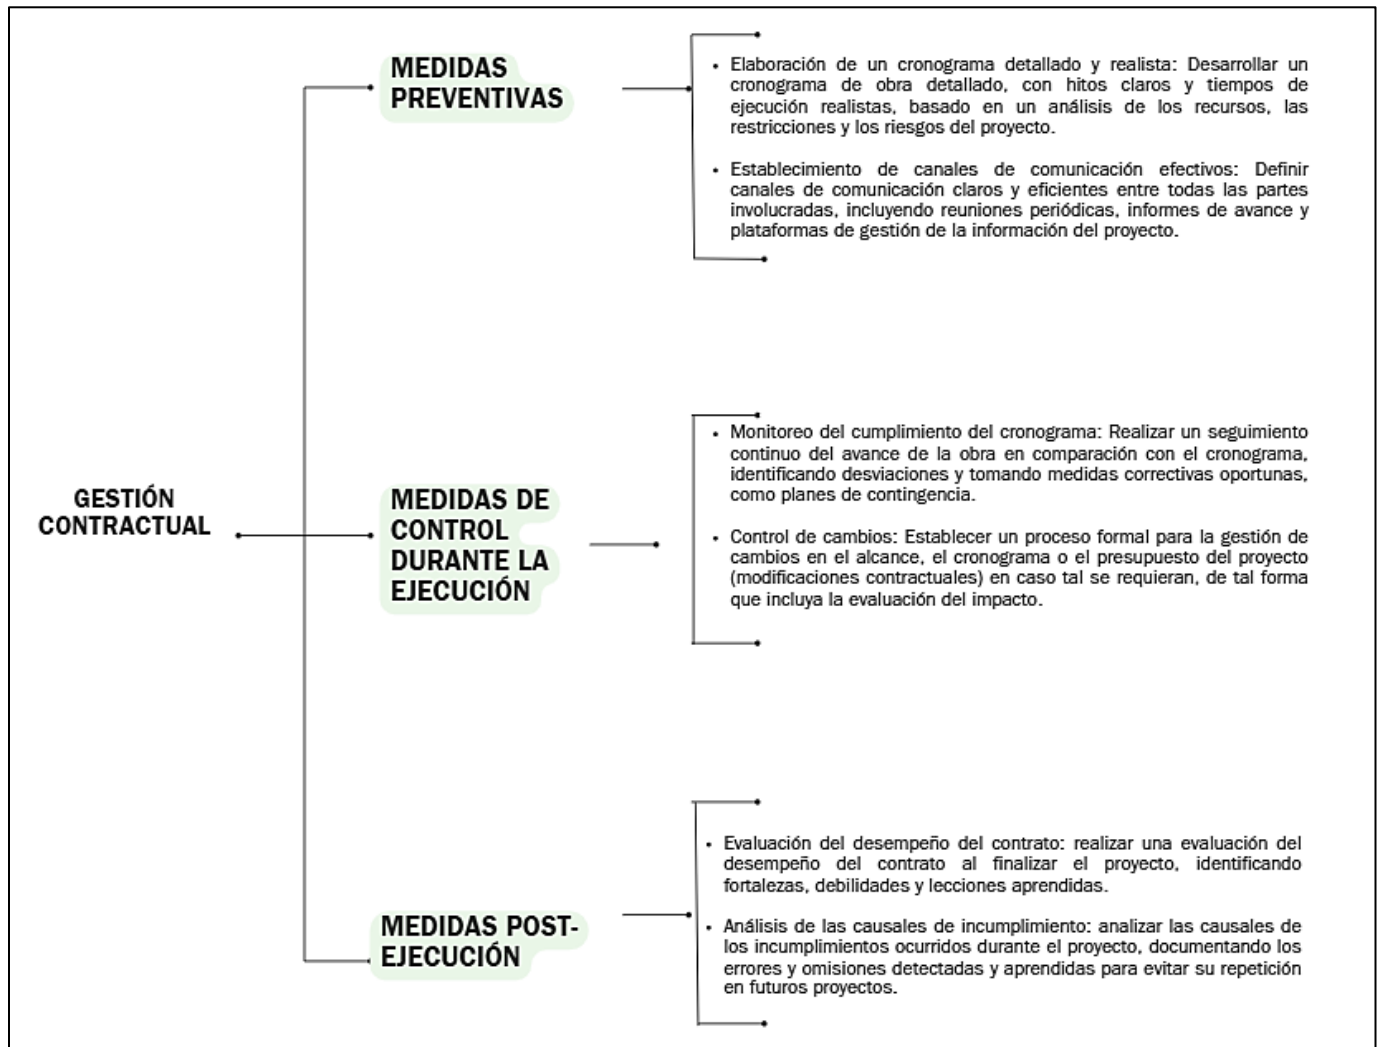 MEDIDAS
PREVENTIVAS
• Elaboración de un cronograma detallado y realista: Desarrollar un
cronograma de obra detallado, con hitos claros y tiempos de
ejecución realistas, basado en un análisis de los recursos, las
restricciones y los riesgos del proyecto.
• Establecimiento de canales de comunicación efectivos: Definir
canales de comunicación claros y eficientes entre todas las partes
involucradas, incluyendo reuniones periódicas, informes de avance y
plataformas de gestión de la información del proyecto.
GESTIÓN
CONTRACTUAL
MEDIDAS DE
CONTROL
DURANTE LA
EJECUCIÓN
• Monitoreo del cumplimiento del cronograma: Realizar un seguimiento
continuo del avance de la obra en comparación con el cronograma,
identificando desviaciones y tomando medidas correctivas oportunas,
como planes de contingencia.
• Control de cambios: Establecer un proceso formal para la gestión de
cambios en el alcance, el cronograma o el presupuesto del proyecto
(modificaciones contractuales) en caso tal se requieran, de tal forma
que incluya la evaluación del impacto.
MEDIDAS POST-
EJECUCIÓN
• Evaluación del desempeño del contrato: realizar una evaluación del
desempeño del contrato al finalizar el proyecto, identificando
fortalezas, debilidades y lecciones aprendidas.
• Análisis de las causales de incumplimiento: analizar las causales de
los incumplimientos ocurridos durante el proyecto, documentando los
errores y omisiones detectadas y aprendidas para evitar su repetición
en futuros proyectos.